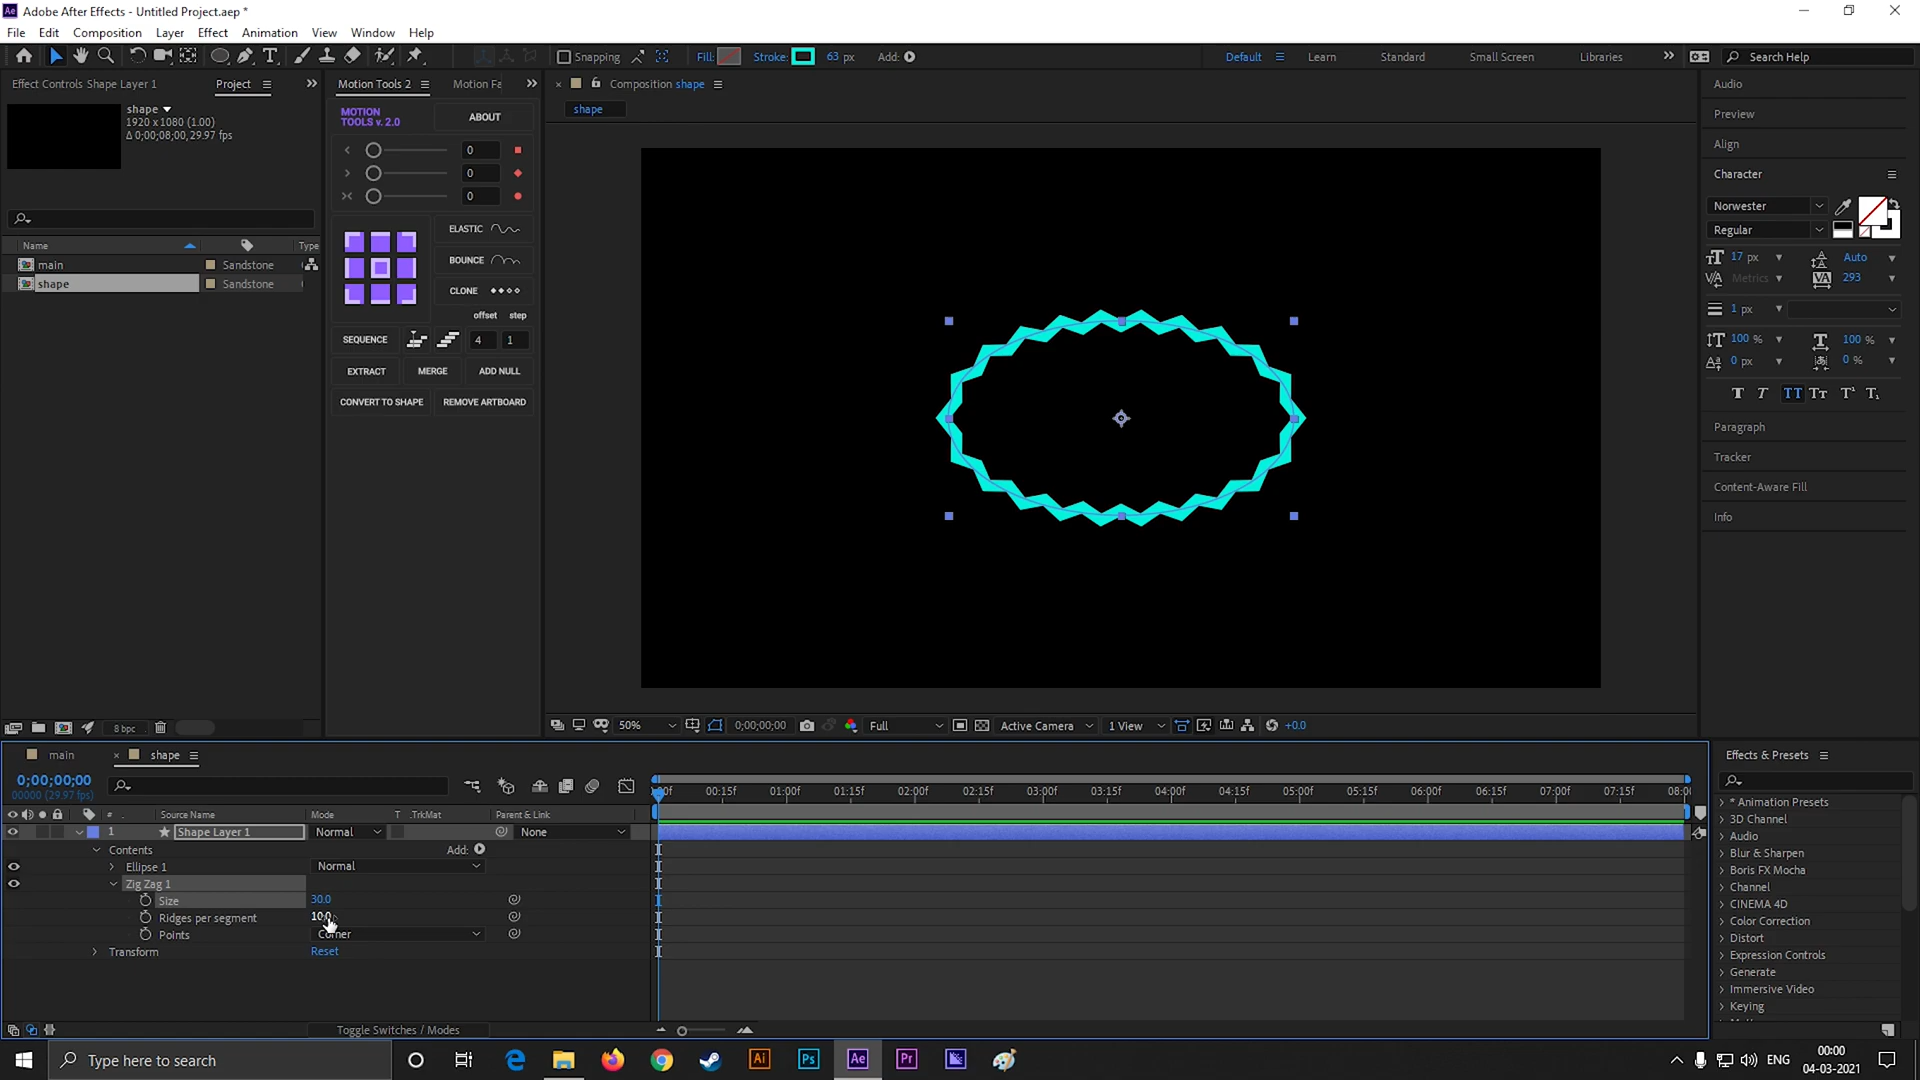 Adobe After Effects - Untitled Project.aep *
File Edit Composition Layer Effect Animation View Window Help
Snapping Fill: Stroke: 63 px Add: Default Learn Standard Small Screen Libraries Search Help
Effect Controls Shape Layer 1 Project Motion Tools 2 Motion Fa Composition shape
shape
1920 x 1080 (1.00)
Δ 0;00;08;00, 29.97 fps
Name Type
main Sandstone
shape Sandstone
8 bpc
MOTION TOOLS v. 2.0 ABOUT
0
0
0
ELASTIC
BOUNCE
CLONE
offset step
SEQUENCE 4 1
EXTRACT MERGE ADD NULL
CONVERT TO SHAPE REMOVE ARTBOARD
shape
50% 0;00;00;00 Full Active Camera 1 View +0.0
Audio
Preview
Align
Character
Norwester
Regular
17 px Auto
Metrics 293
1 px
100 % 100 %
0 px 0 %
T T TT Tт T¹ T₁
Paragraph
Tracker
Content-Aware Fill
Info
main shape
0;00;00;00
00000 (29.97 fps)
00f 00:15f 01:00f 01:15f 02:00f 02:15f 03:00f 03:15f 04:00f 04:15f 05:00f 05:15f 06:00f 06:15f 07:00f 07:15f 08:00
# Source Name Mode T .TrkMat Parent & Link
1 Shape Layer 1 Normal None
Contents Add:
Ellipse 1 Normal
Zig Zag 1
Size 30.0
Ridges per segment 10.0
Points Corner
Transform Reset
Toggle Switches / Modes
Effects & Presets
* Animation Presets
3D Channel
Audio
Blur & Sharpen
Boris FX Mocha
Channel
CINEMA 4D
Color Correction
Distort
Expression Controls
Generate
Immersive Video
Keying
Type here to search
ENG
00:00
04-03-2021